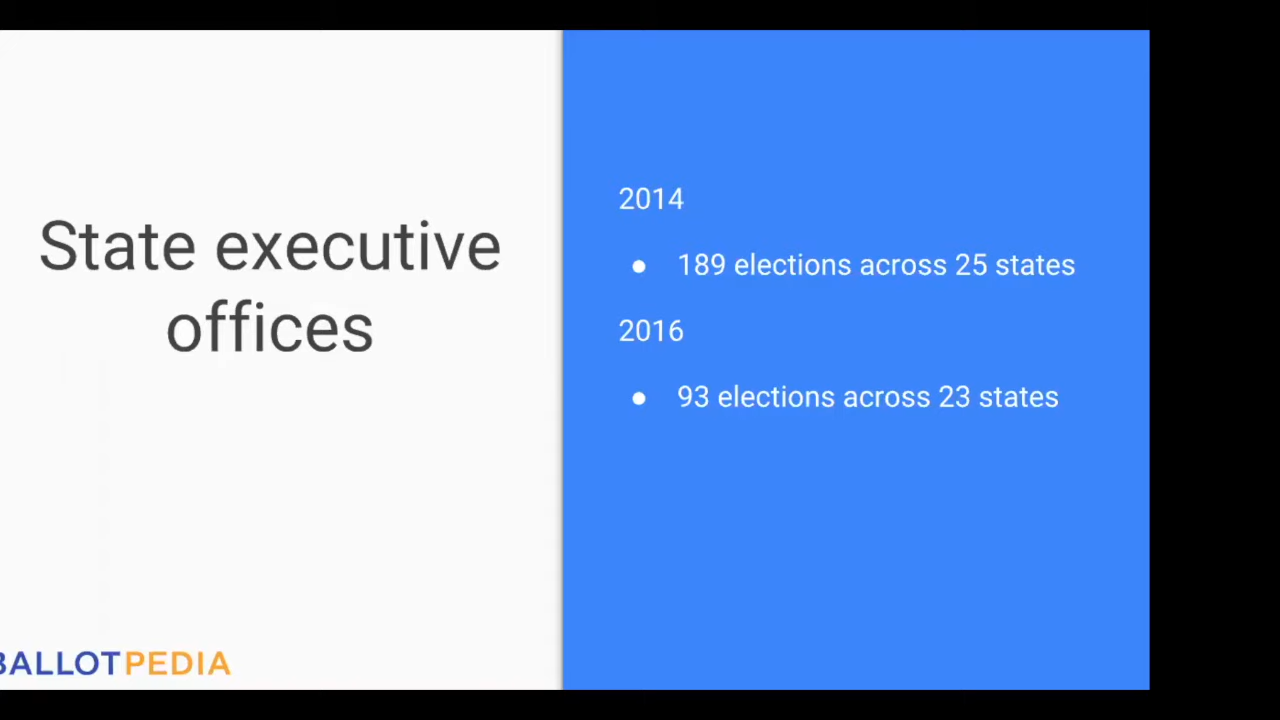 State executive
offices
2014
● 189 elections across 25 states
2016
● 93 elections across 23 states
BALLOTPEDIA